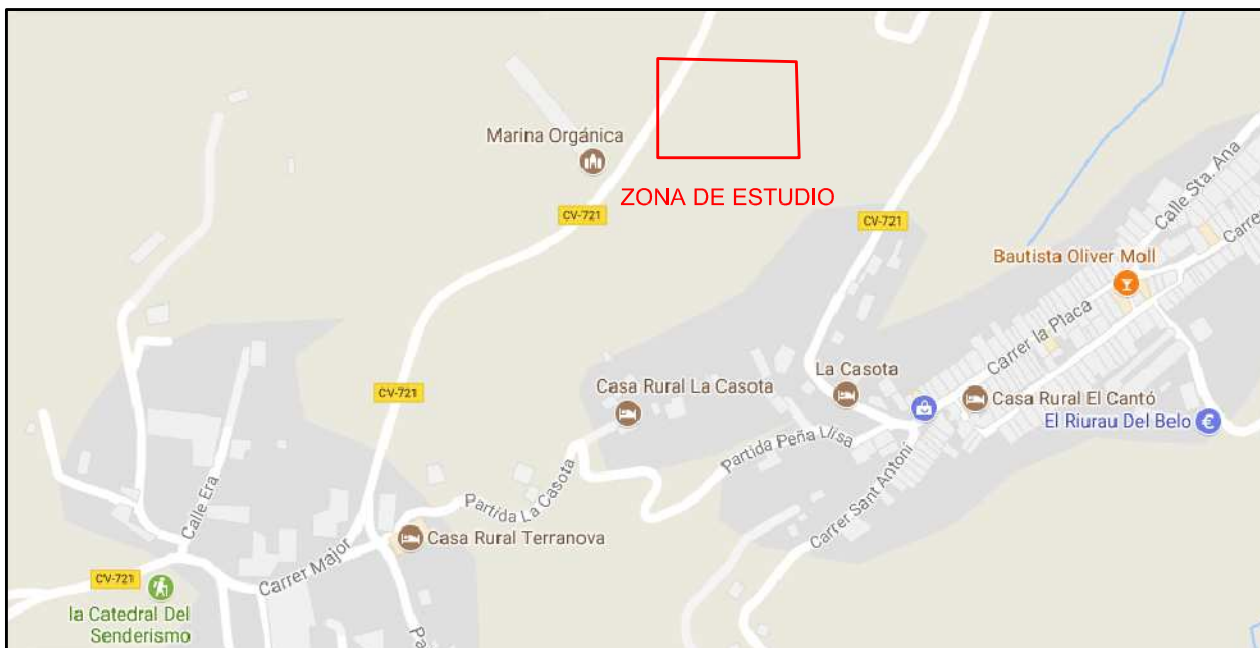 Marina Orgánica
ZONA DE ESTUDIO
CV-721
CV-721
Calle Sta. Ana
Carrer
Bautista Oliver Moll
Carrer la Plaça
CV-721
La Casota
Casa Rural La Casota
Casa Rural El Cantó
El Riurau Del Belo
Partida Peña Llisa
Carrer Sant Antoni
Calle Era
Partida La Casota
Casa Rural Terranova
Carrer Major
CV-721
la Catedral Del
Senderismo
Pa